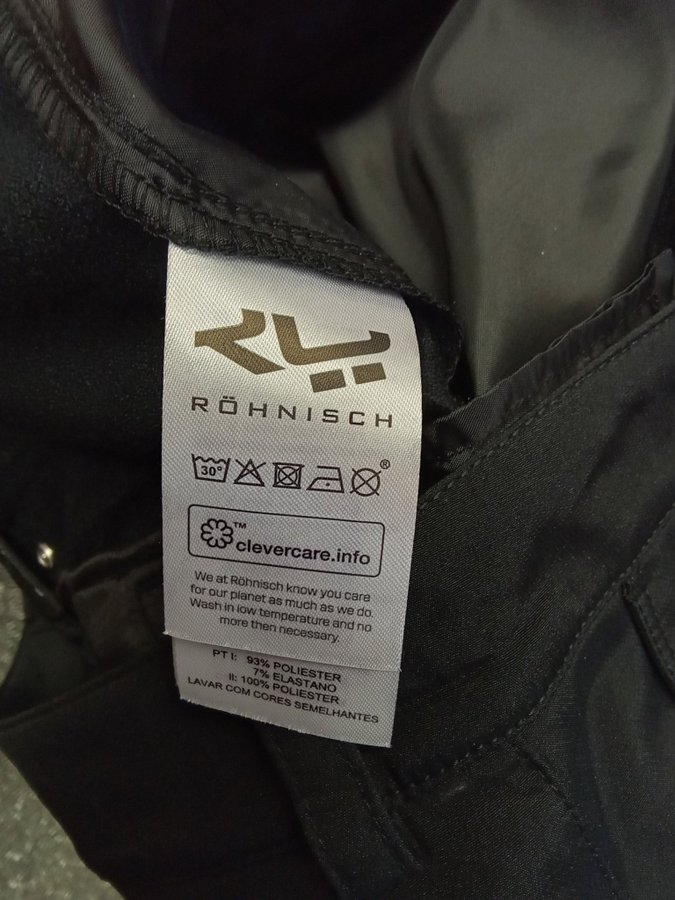 RÖHNISCH
30°
®
™
clevercare.info
We at Röhnisch know you care
for our planet as much as we do.
Wash in low temperature and no
more then necessary.
PT I: 93% POLIESTER
7% ELASTANO
II: 100% POLIESTER
LAVAR COM CORES SEMELHANTES